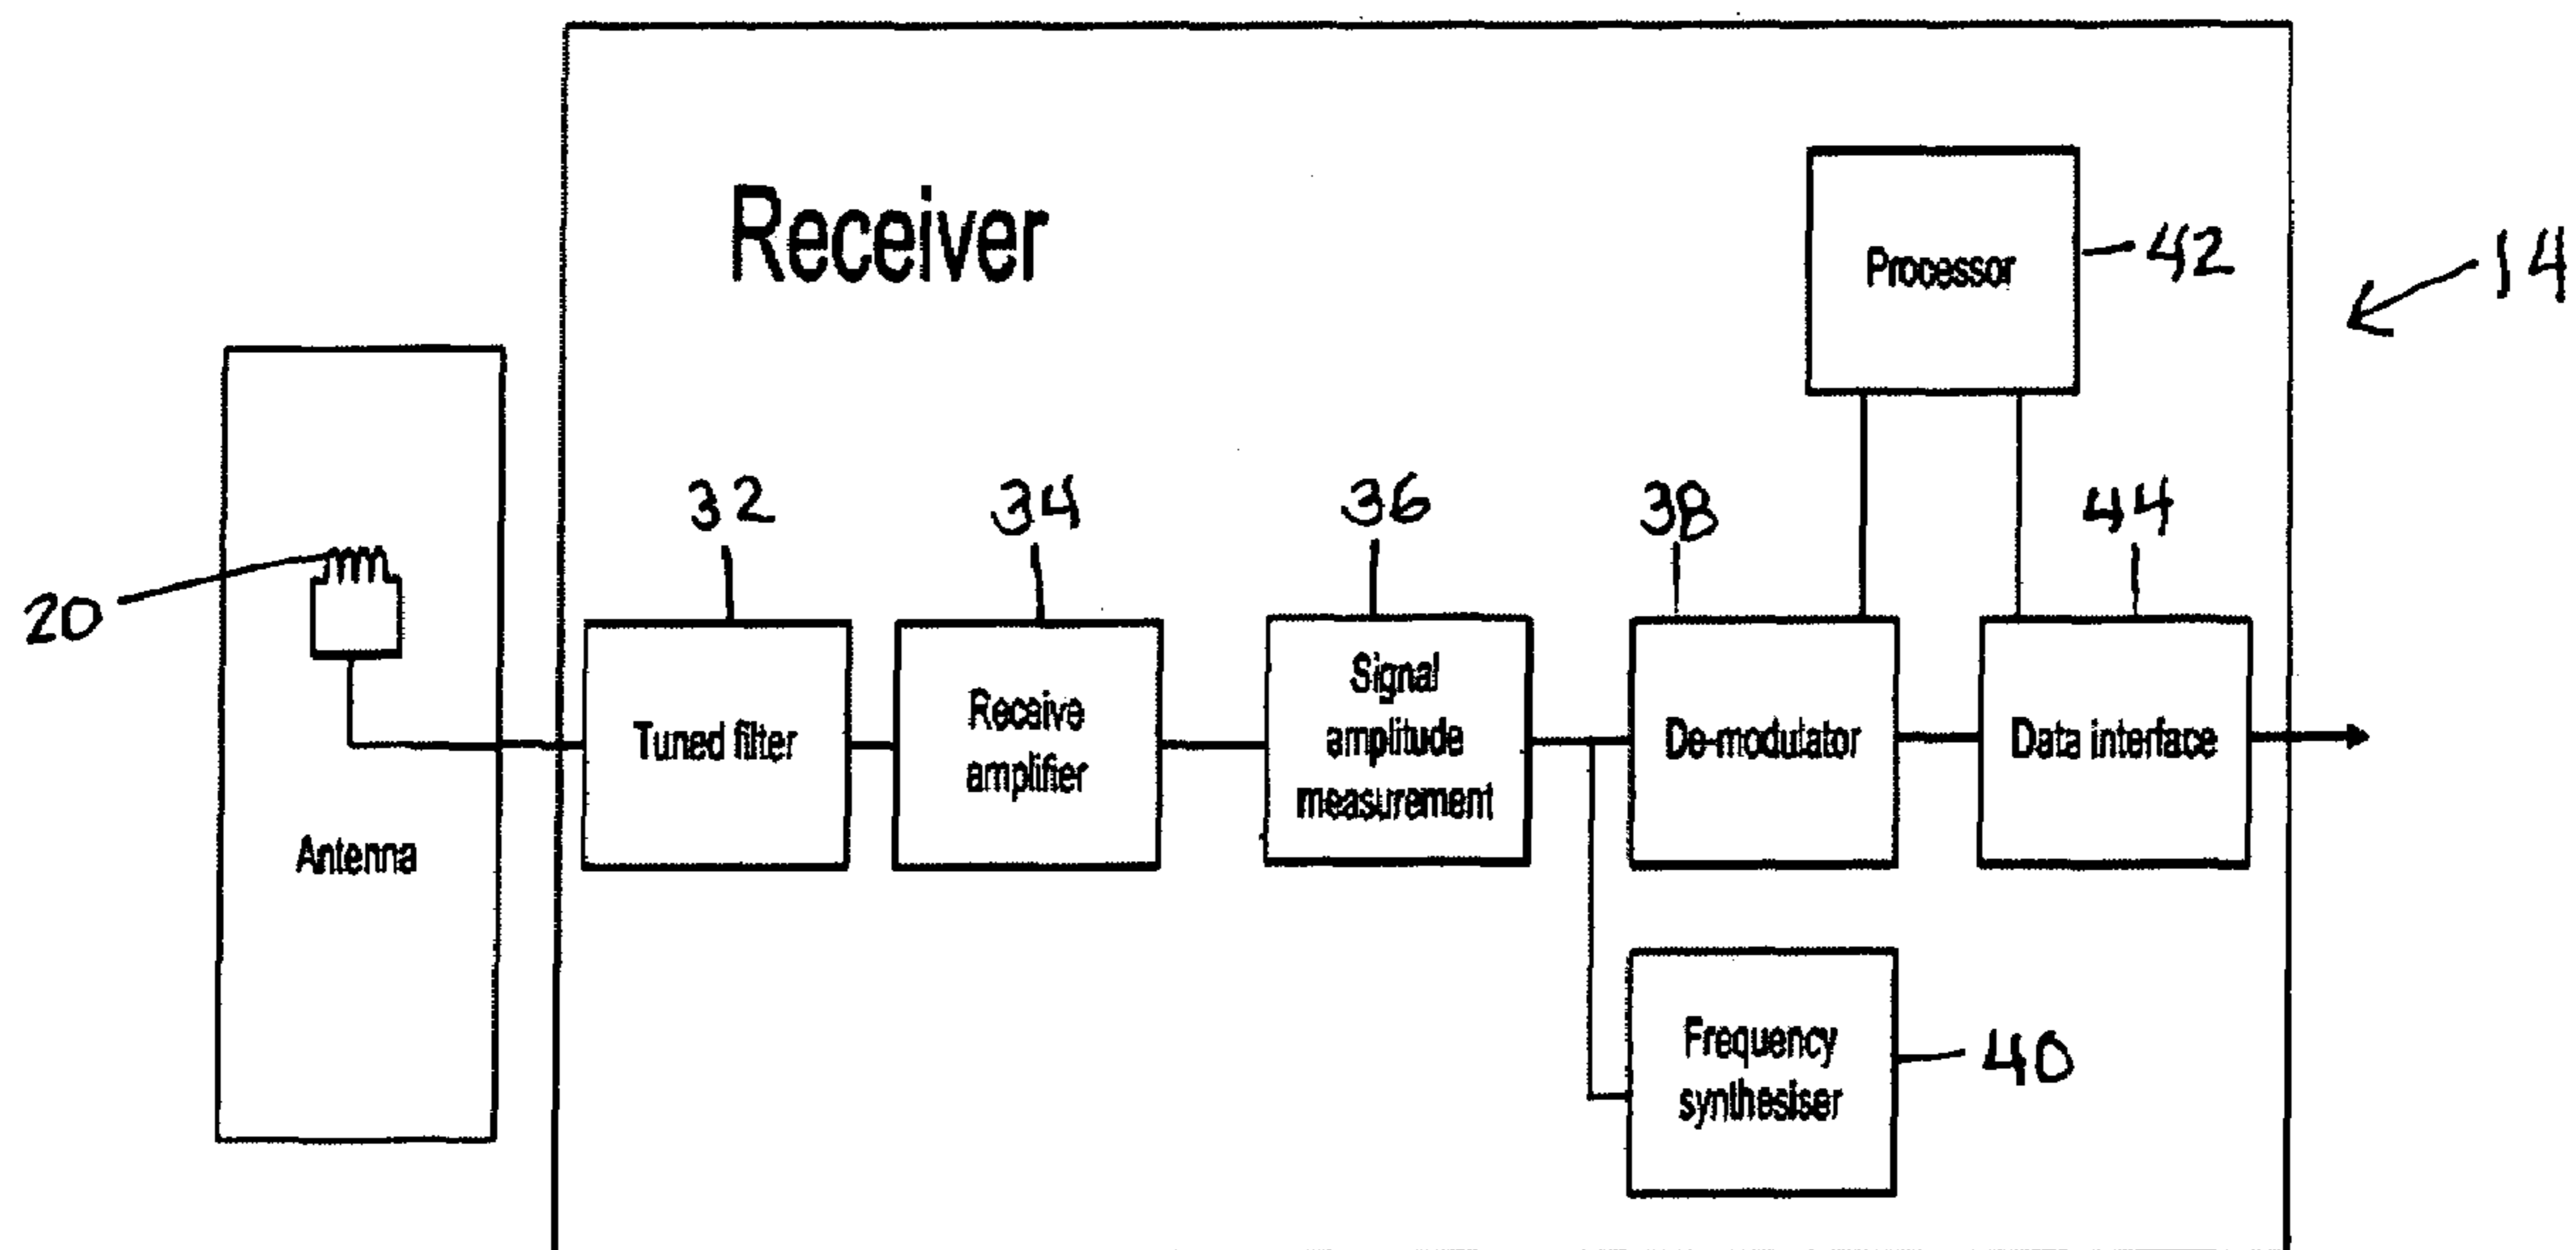 Receiver
Processor
42
14
32
34
36
38
44
20
Tuned filter
Receive
amplifier
Signal
amplitude
measurement
De-modulator
Data interface
Antenna
Frequency
synthesiser
40